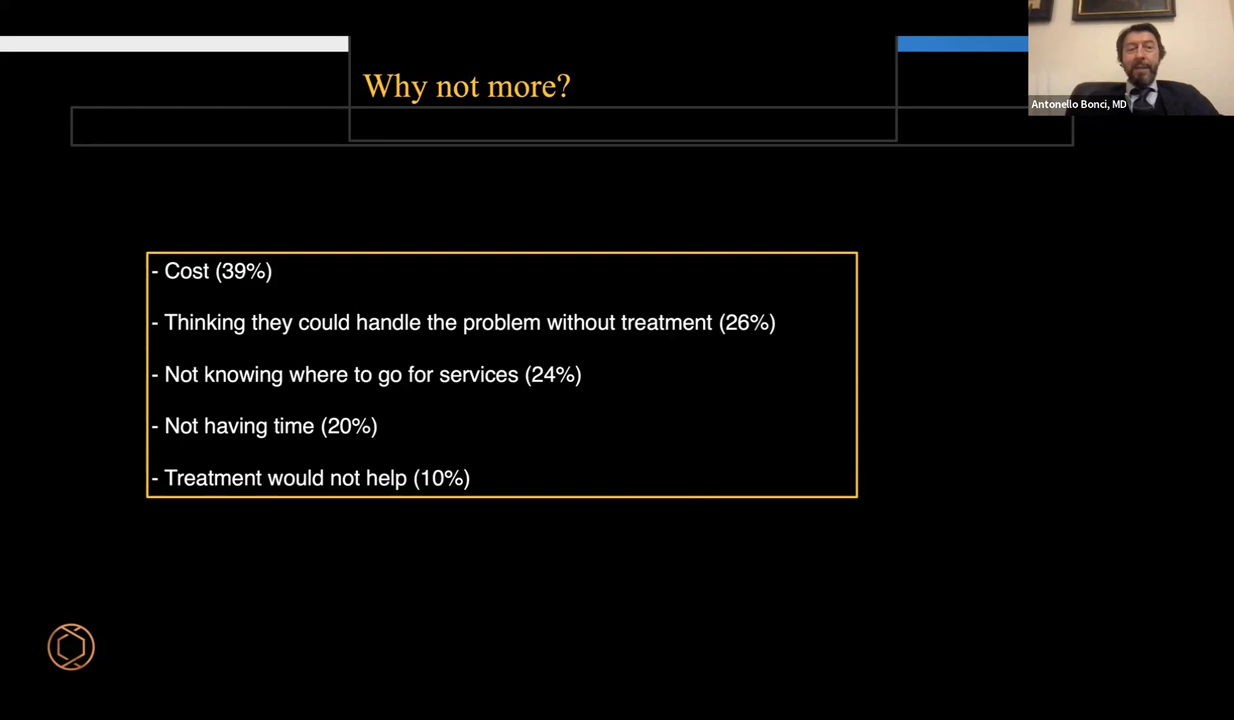 Why not more?
Antonello Bonci, MD
- Cost (39%)
- Thinking they could handle the problem without treatment (26%)
- Not knowing where to go for services (24%)
- Not having time (20%)
- Treatment would not help (10%)